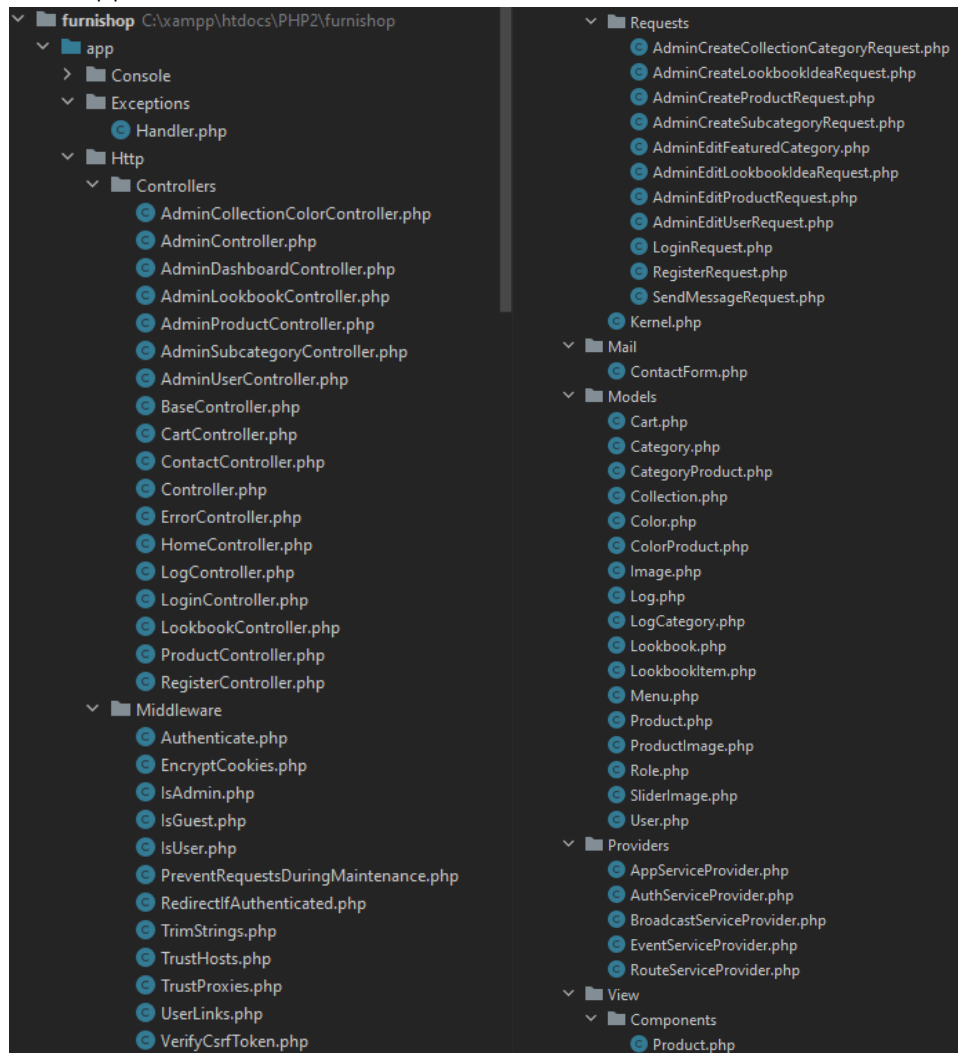 furnishop C:\xampp\htdocs\PHP2\furnishop
app
Console
Exceptions
Handler.php
Http
Controllers
AdminCollectionColorController.php
AdminController.php
AdminDashboardController.php
AdminLookbookController.php
AdminProductController.php
AdminSubcategoryController.php
AdminUserController.php
BaseController.php
CartController.php
ContactController.php
Controller.php
ErrorController.php
HomeController.php
LogController.php
LoginController.php
LookbookController.php
ProductController.php
RegisterController.php
Middleware
Authenticate.php
EncryptCookies.php
IsAdmin.php
IsGuest.php
IsUser.php
PreventRequestsDuringMaintenance.php
RedirectIfAuthenticated.php
TrimStrings.php
TrustHosts.php
TrustProxies.php
UserLinks.php
VerifyCsrfToken.php
Requests
AdminCreateCollectionCategoryRequest.php
AdminCreateLookbookIdeaRequest.php
AdminCreateProductRequest.php
AdminCreateSubcategoryRequest.php
AdminEditFeaturedCategory.php
AdminEditLookbookIdeaRequest.php
AdminEditProductRequest.php
AdminEditUserRequest.php
LoginRequest.php
RegisterRequest.php
SendMessageRequest.php
Kernel.php
Mail
ContactForm.php
Models
Cart.php
Category.php
CategoryProduct.php
Collection.php
Color.php
ColorProduct.php
Image.php
Log.php
LogCategory.php
Lookbook.php
LookbookItem.php
Menu.php
Product.php
ProductImage.php
Role.php
SliderImage.php
User.php
Providers
AppServiceProvider.php
AuthServiceProvider.php
BroadcastServiceProvider.php
EventServiceProvider.php
RouteServiceProvider.php
View
Components
Product.php